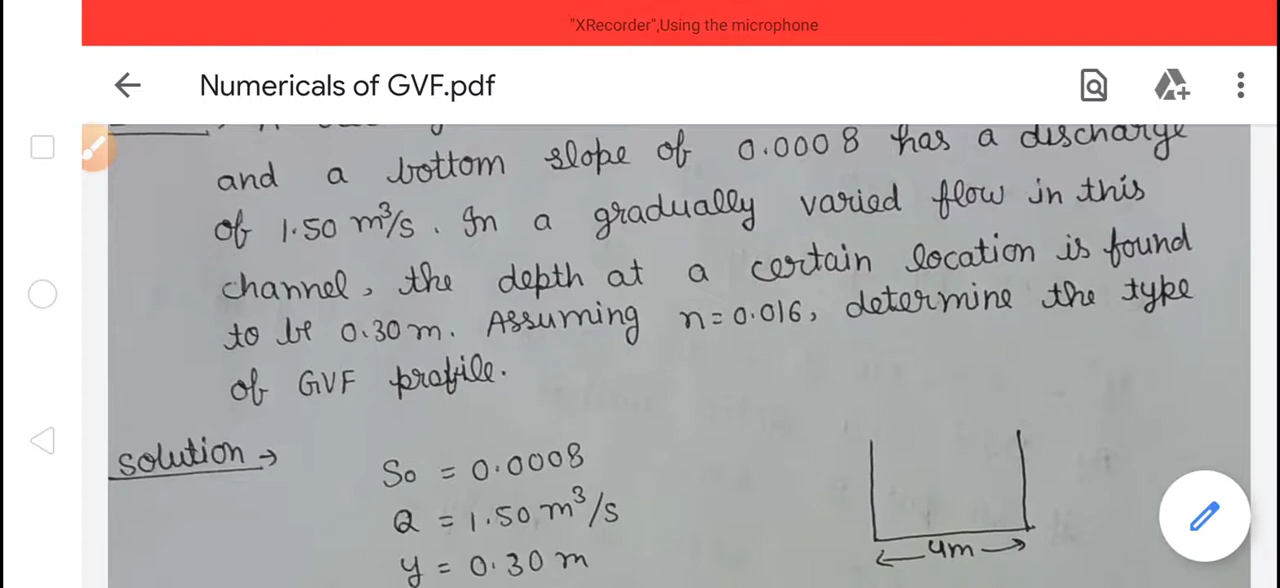 "XRecorder",Using the microphone
Numericals of GVF.pdf
and a bottom slope of 0.0008 has a discharge
of 1.50 m³/s. In a gradually varied flow in this
channel, the depth at a certain location is found
to be 0.30 m. Assuming n=0.016, determine the type
of GVF profile.
Solution →
So = 0.0008
Q = 1.50 m³/s
y = 0.30 m
4m